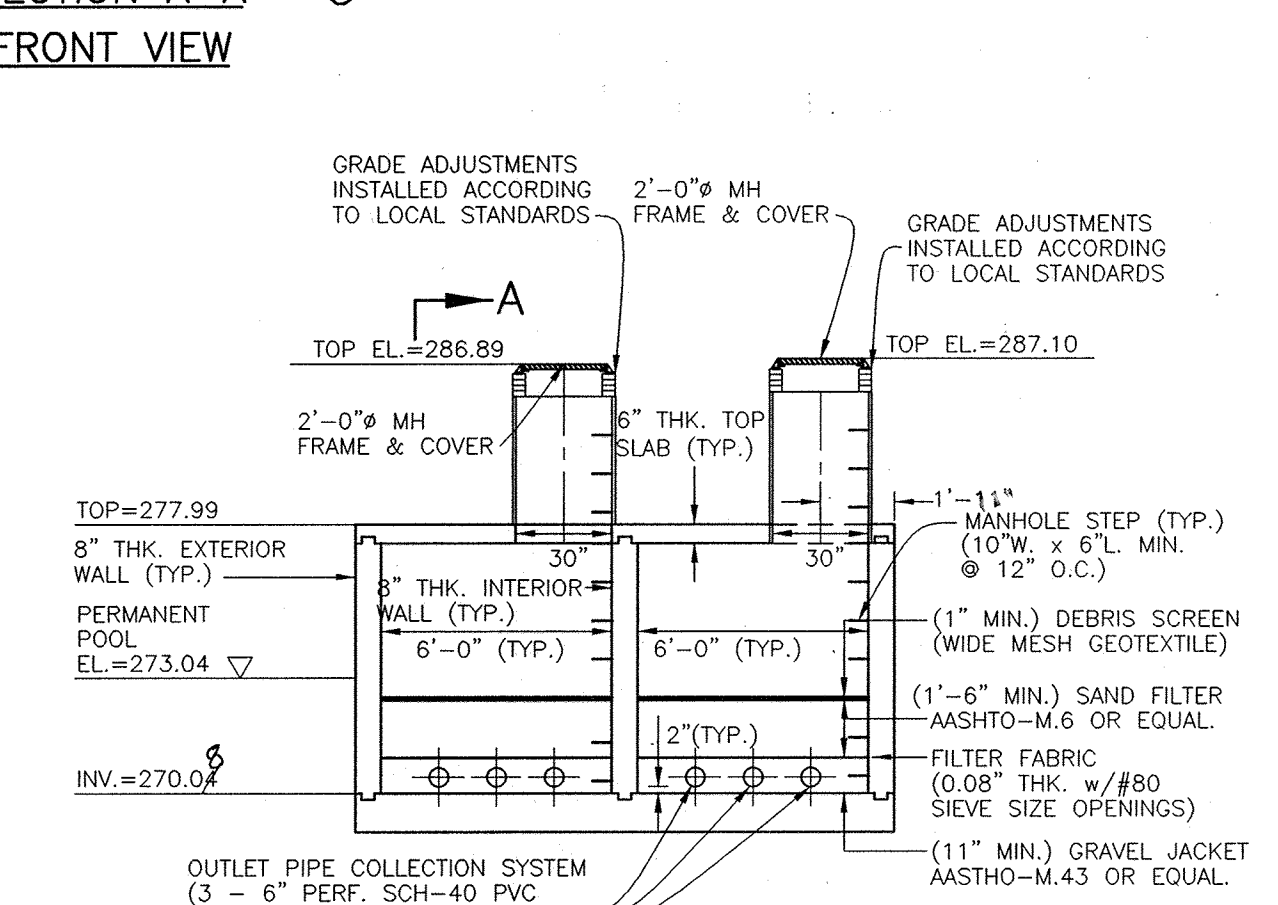 SECTION A-A
FRONT VIEW
GRADE ADJUSTMENTS
INSTALLED ACCORDING
TO LOCAL STANDARDS
2'-0"ø MH
FRAME & COVER
GRADE ADJUSTMENTS
INSTALLED ACCORDING
TO LOCAL STANDARDS
A
TOP EL.=286.89
TOP EL.=287.10
2'-0"ø MH
FRAME & COVER
6" THK. TOP
SLAB (TYP.)
TOP=277.99
1'-11"
MANHOLE STEP (TYP.)
(10"W. x 6"L. MIN.
@ 12" O.C.)
8" THK. EXTERIOR
WALL (TYP.)
30"
30"
8" THK. INTERIOR
WALL (TYP.)
PERMANENT
POOL
EL.=273.04
6'-0" (TYP.)
6'-0" (TYP.)
(1" MIN.) DEBRIS SCREEN
(WIDE MESH GEOTEXTILE)
(1'-6" MIN.) SAND FILTER
AASHTO-M.6 OR EQUAL.
2"(TYP.)
FILTER FABRIC
(0.08" THK. w/#80
SIEVE SIZE OPENINGS)
8
INV.=270.04
(11" MIN.) GRAVEL JACKET
AASTHO-M.43 OR EQUAL.
OUTLET PIPE COLLECTION SYSTEM
(3 - 6" PERF. SCH-40 PVC